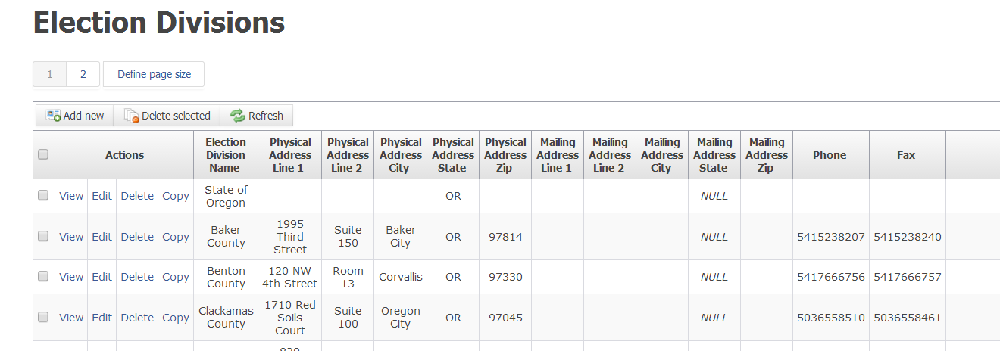 Election Divisions
1 2 Define page size
Add new Delete selected Refresh
Actions Election Division Name Physical Address Line 1 Physical Address Line 2 Physical Address City Physical Address State Physical Address Zip Mailing Address Line 1 Mailing Address Line 2 Mailing Address City Mailing Address State Mailing Address Zip Phone Fax
View Edit Delete Copy State of Oregon OR NULL
View Edit Delete Copy Baker County 1995 Third Street Suite 150 Baker City OR 97814 NULL 5415238207 5415238240
View Edit Delete Copy Benton County 120 NW 4th Street Room 13 Corvallis OR 97330 NULL 5417666756 5417666757
View Edit Delete Copy Clackamas County 1710 Red Soils Court Suite 100 Oregon City OR 97045 NULL 5036558510 5036558461